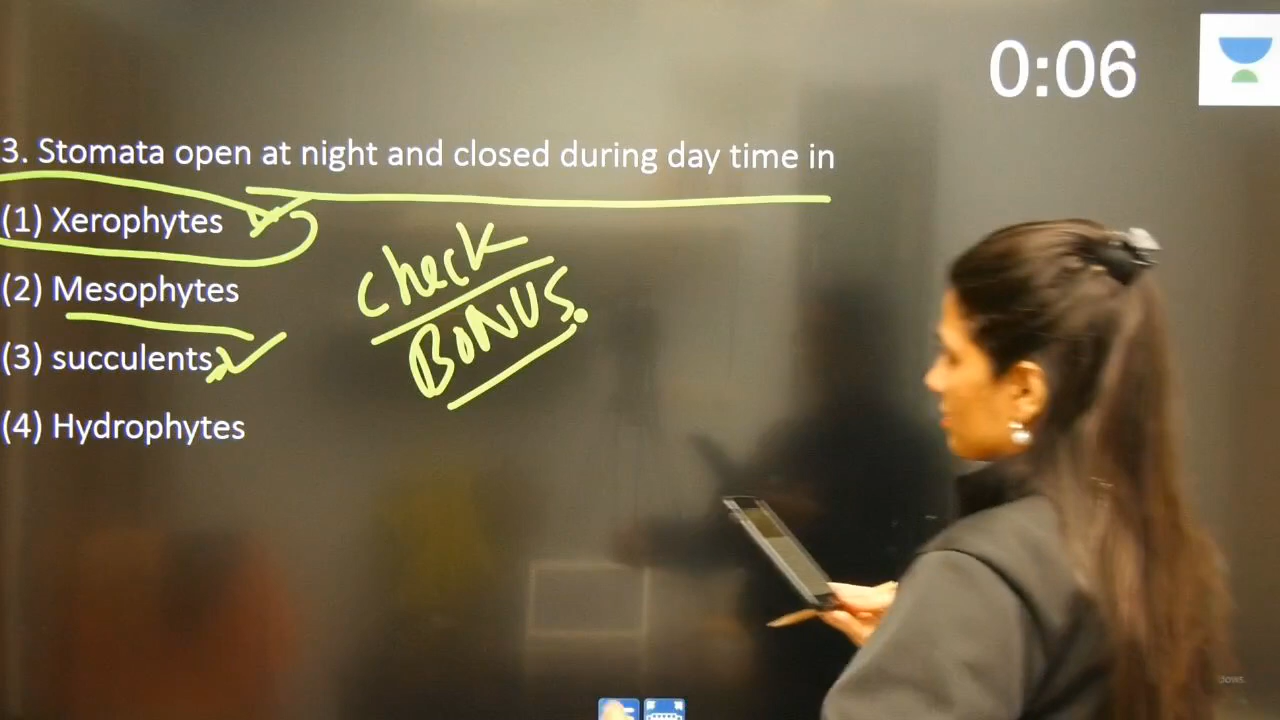 0:06
3. Stomata open at night and closed during day time in
(1) Xerophytes
(2) Mesophytes
(3) succulents
(4) Hydrophytes
check
BONUS.